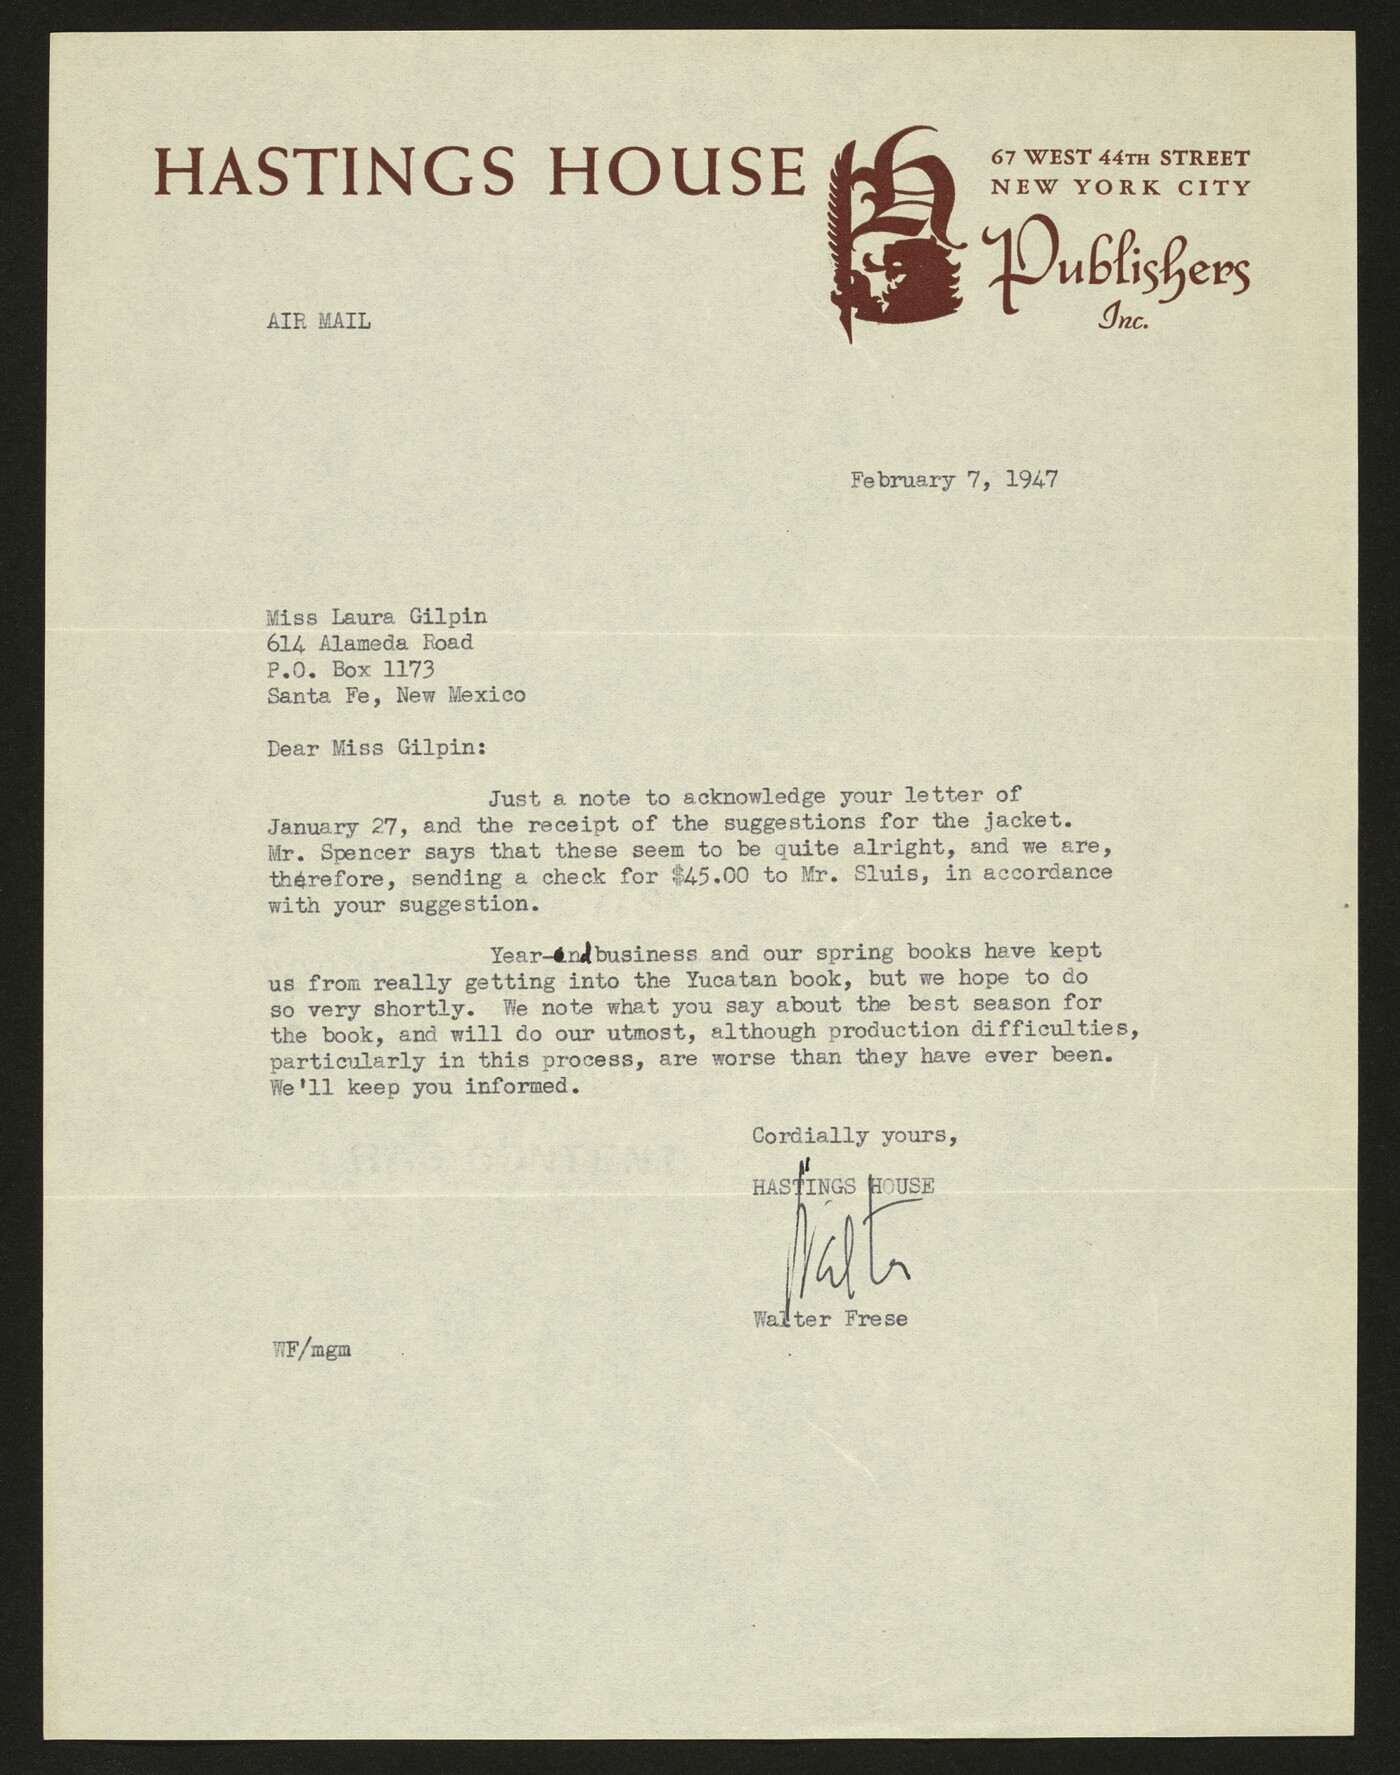 HASTINGS HOUSE
67 WEST 44TH STREET
NEW YORK CITY
Publishers
Inc.
AIR MAIL
February 7, 1947
Miss Laura Gilpin
614 Alameda Road
P.O. Box 1173
Santa Fe, New Mexico
Dear Miss Gilpin:
Just a note to acknowledge your letter of
January 27, and the receipt of the suggestions for the jacket.
Mr. Spencer says that these seem to be quite alright, and we are,
therefore, sending a check for $45.00 to Mr. Sluis, in accordance
with your suggestion.
Year-end business and our spring books have kept
us from really getting into the Yucatan book, but we hope to do
so very shortly. We note what you say about the best season for
the book, and will do our utmost, although production difficulties,
particularly in this process, are worse than they have ever been.
We'll keep you informed.
Cordially yours,
HASTINGS HOUSE
Walter
Walter Frese
WF/mgm